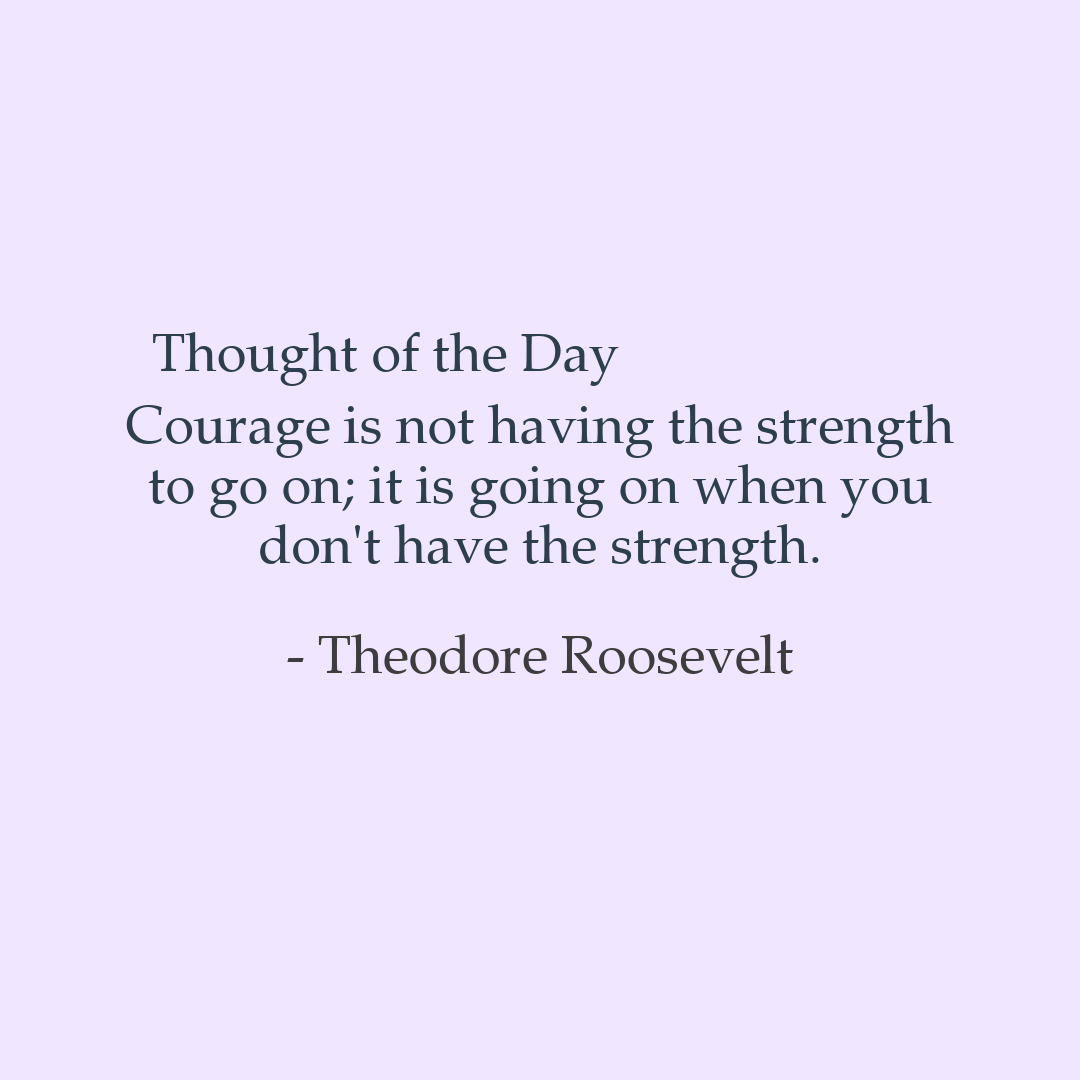 Thought of the Day
Courage is not having the strength
to go on; it is going on when you
don't have the strength.
- Theodore Roosevelt